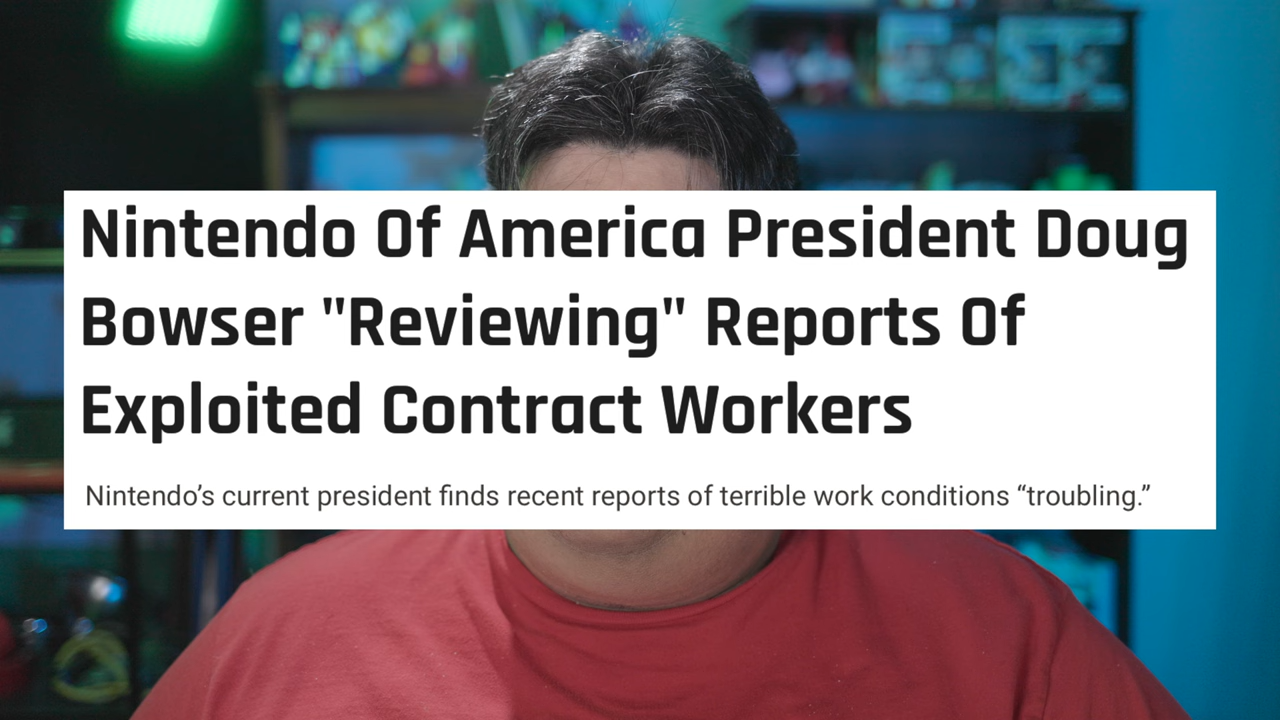 Nintendo Of America President Doug
Bowser "Reviewing" Reports Of
Exploited Contract Workers
Nintendo’s current president finds recent reports of terrible work conditions “troubling.”